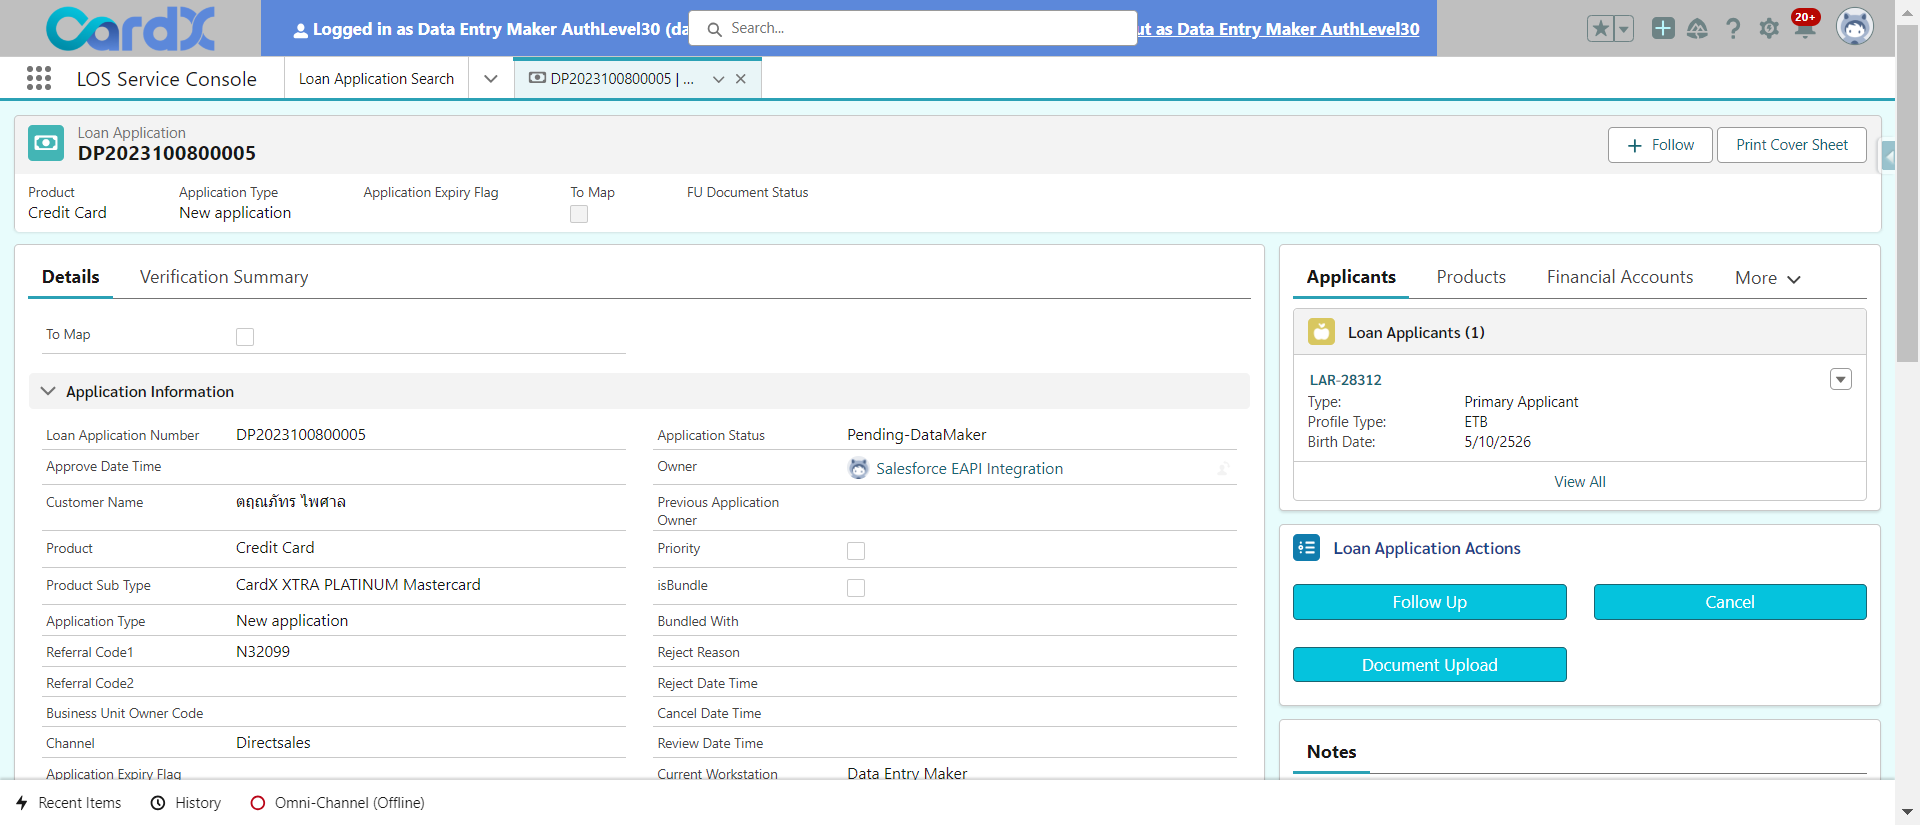 CardX
Logged in as Data Entry Maker AuthLevel30 (da
Search...
ut as Data Entry Maker AuthLevel30
20+
LOS Service Console
Loan Application Search
DP2023100800005 | ...
Loan Application
DP2023100800005
Follow
Print Cover Sheet
Product
Application Type
Application Expiry Flag
To Map
FU Document Status
Credit Card
New application
Details
Verification Summary
To Map
Application Information
Loan Application Number
DP2023100800005
Application Status
Pending-DataMaker
Approve Date Time
Owner
Salesforce EAPI Integration
Customer Name
ตฤณภัทร ไพศาล
Previous Application
Owner
Product
Credit Card
Priority
Product Sub Type
CardX XTRA PLATINUM Mastercard
isBundle
Application Type
New application
Bundled With
Referral Code1
N32099
Reject Reason
Referral Code2
Reject Date Time
Business Unit Owner Code
Cancel Date Time
Channel
Directsales
Review Date Time
Application Expiry Flag
Current Workstation
Data Entry Maker
Applicants
Products
Financial Accounts
More
Loan Applicants (1)
LAR-28312
Type:
Primary Applicant
Profile Type:
ETB
Birth Date:
5/10/2526
View All
Loan Application Actions
Follow Up
Cancel
Document Upload
Notes
Recent Items
History
Omni-Channel (Offline)